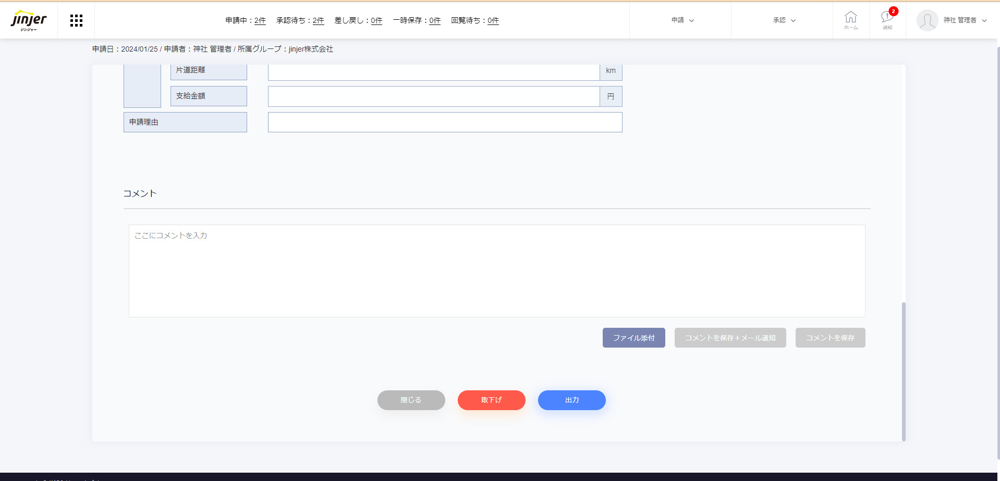 jinjer
ジンジャー
申請中：2件 承認待ち：2件 差し戻し：0件 一時保存：0件 回覧待ち：0件
申請
承認
ホーム
2
通知
神社 管理者
申請日：2024/01/25 / 申請者：神社 管理者 / 所属グループ：jinjer株式会社
片道距離
km
支給金額
円
申請理由
コメント
ここにコメントを入力
ファイル添付
コメントを保存＋メール通知
コメントを保存
閉じる
取下げ
出力